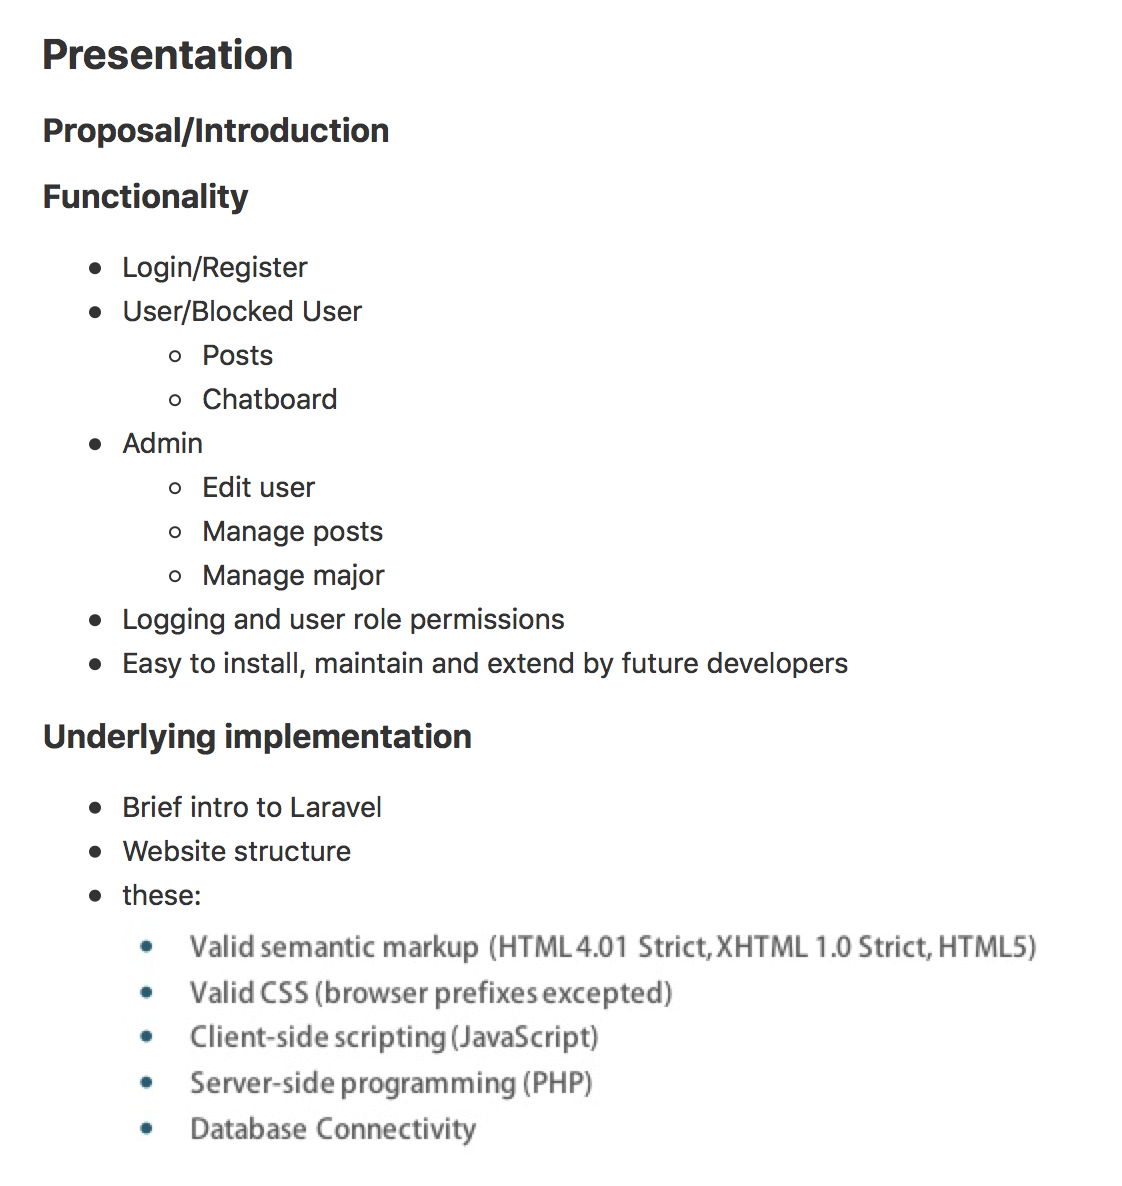 Presentation
Proposal/Introduction
Functionality
Login/Register
User/Blocked User
Posts
Chatboard
Admin
Edit user
Manage posts
Manage major
Logging and user role permissions
Easy to install, maintain and extend by future developers
Underlying implementation
Brief intro to Laravel
Website structure
these:
Valid semantic markup (HTML 4.01 Strict, XHTML 1.0 Strict, HTML5)
Valid CSS (browser prefixes excepted)
Client-side scripting (JavaScript)
Server-side programming (PHP)
Database Connectivity